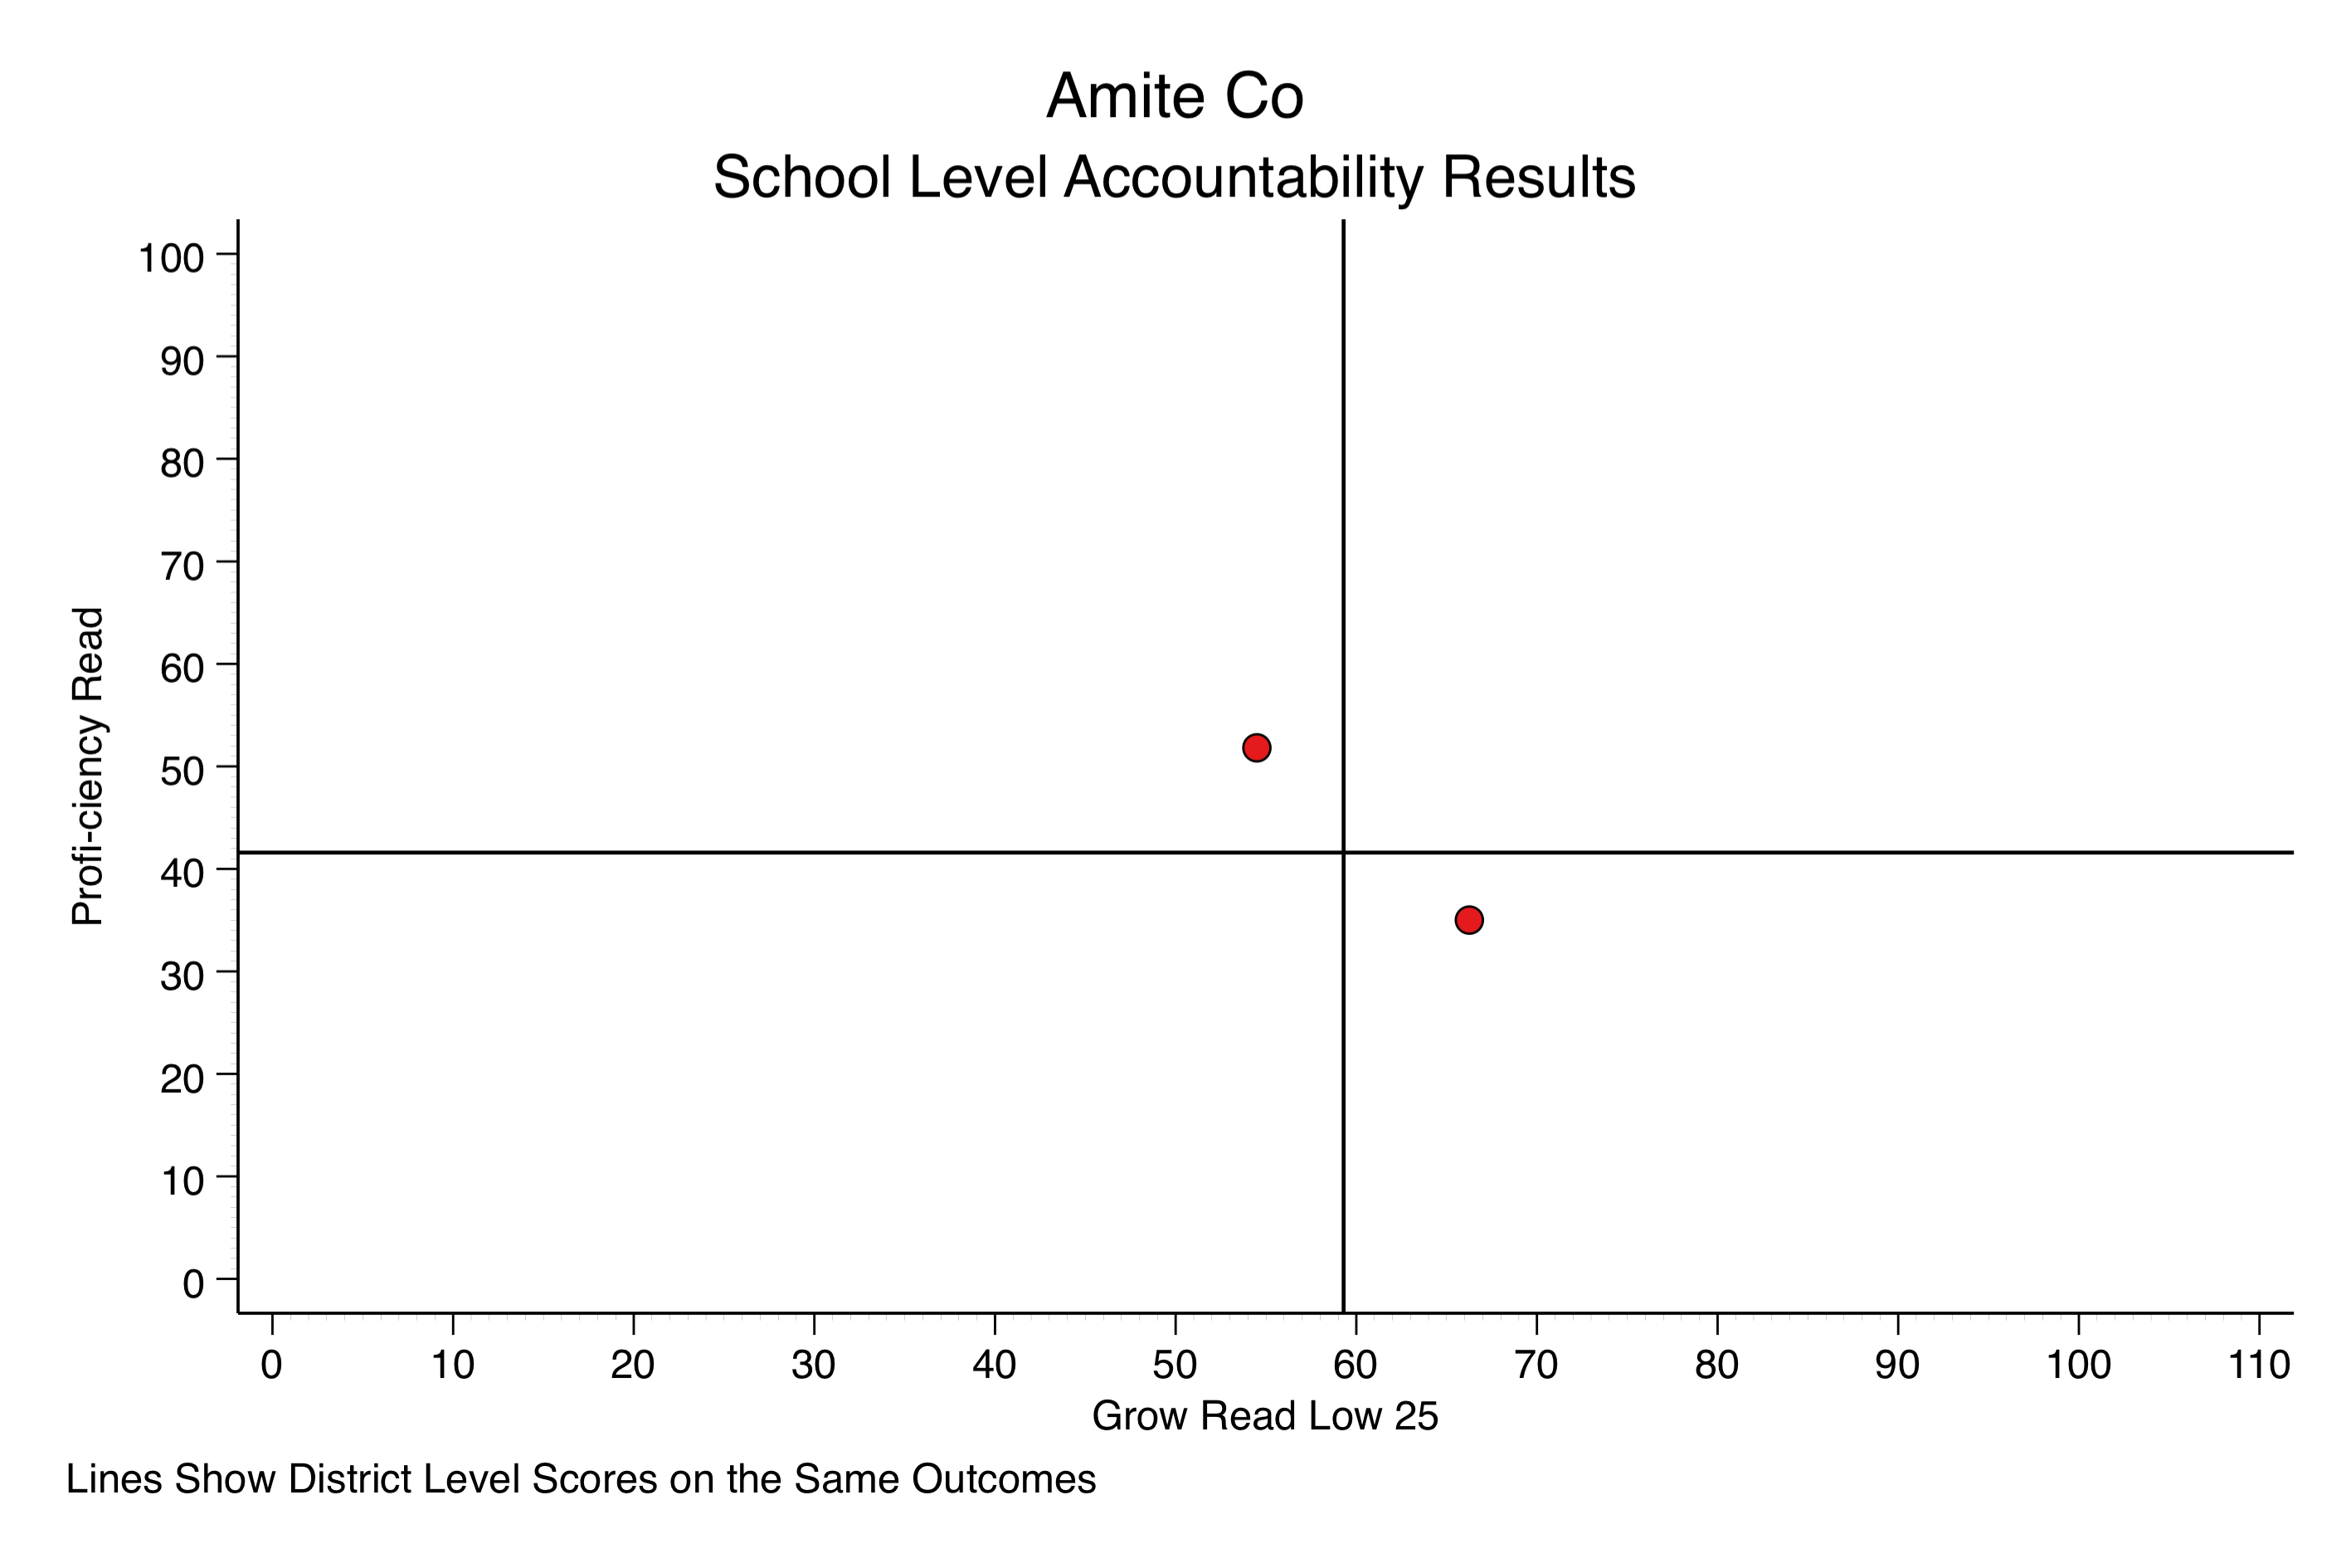 Amite Co
School Level Accountability Results
100
90
80
70
60
50
40
30
20
10
0
Profi-ciency Read
0 10 20 30 40 50 60 70 80 90 100 110
Grow Read Low 25
Lines Show District Level Scores on the Same Outcomes